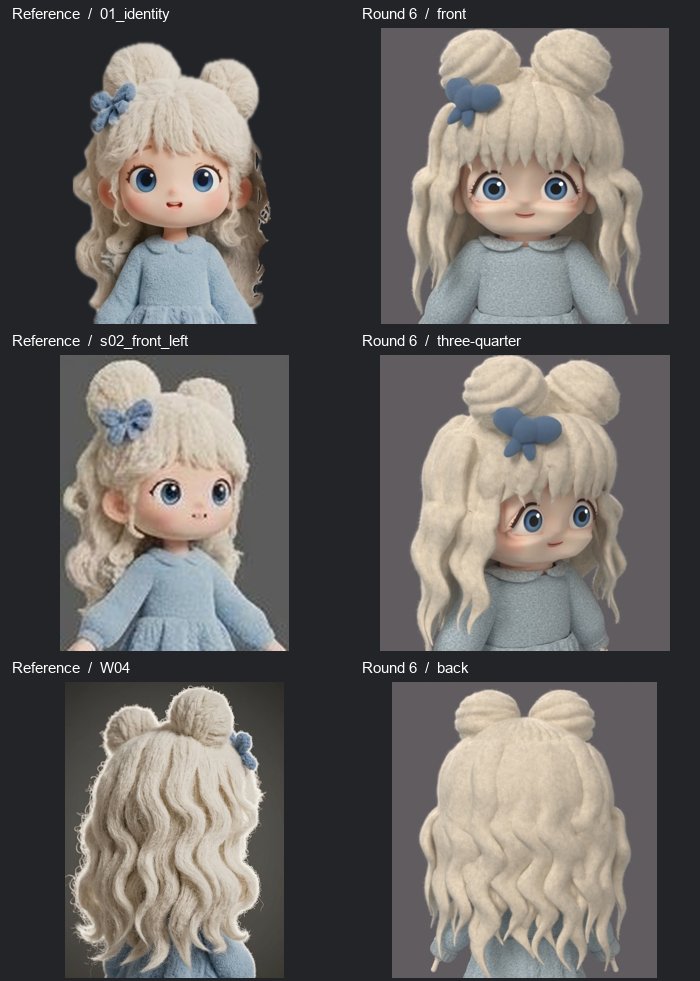 Reference / 01_identity
Round 6 / front
Reference / s02_front_left
Round 6 / three-quarter
Reference / W04
Round 6 / back